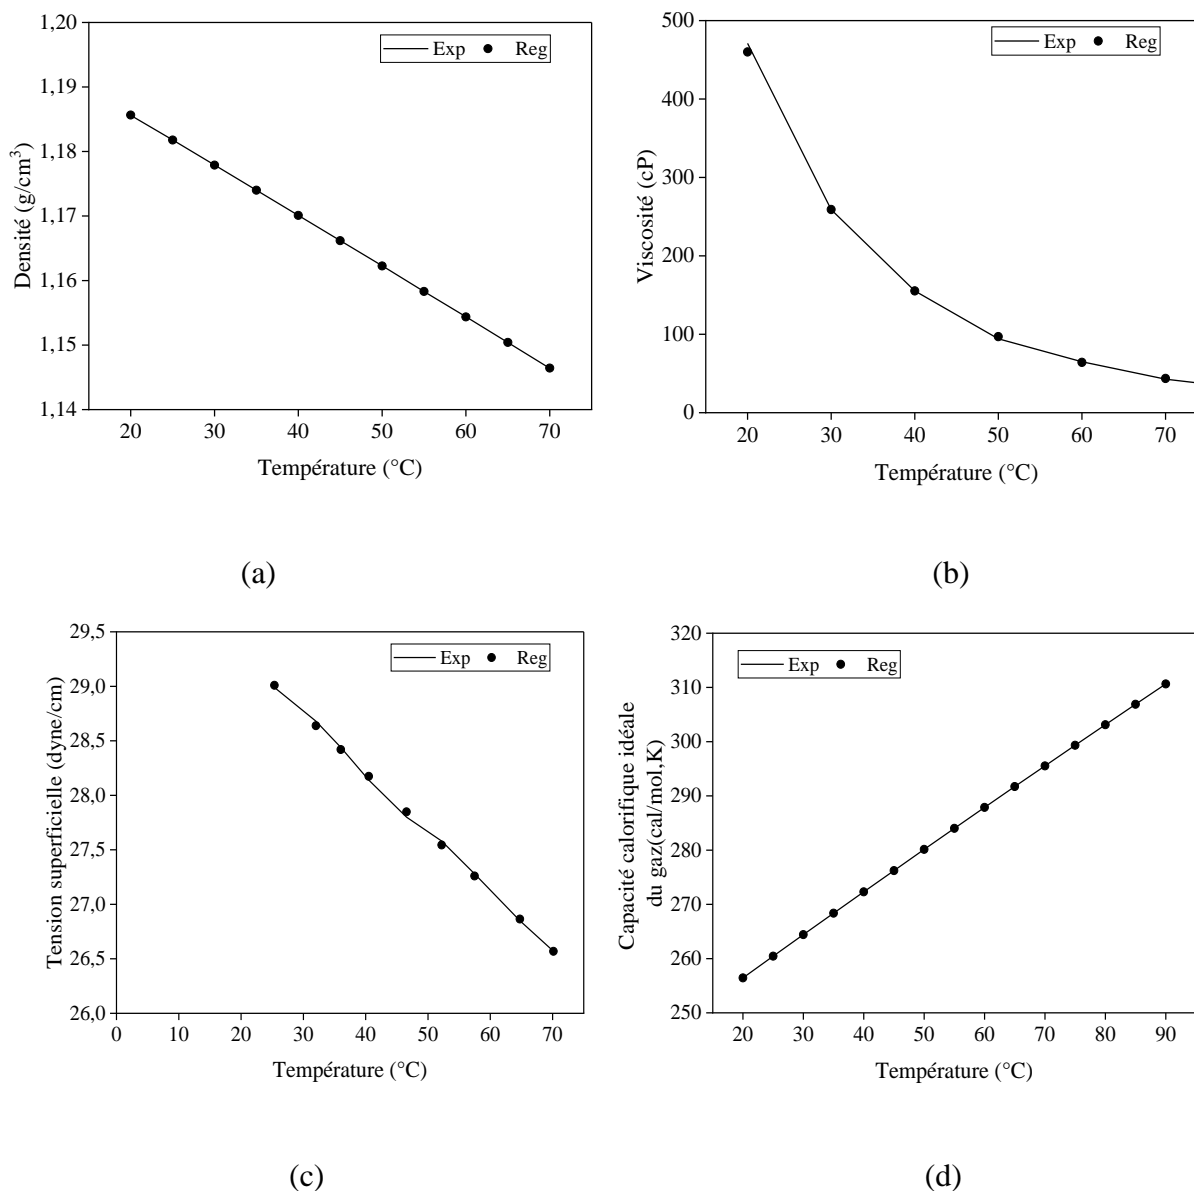 1,20
1,19
1,18
1,17
1,16
1,15
1,14
Densité (g/cm³)
Exp Reg
20 30 40 50 60 70
Température (°C)
(a)
500
400
300
200
100
0
Viscosité (cP)
Exp Reg
20 30 40 50 60 70
Température (°C)
(b)
29,5
29,0
28,5
28,0
27,5
27,0
26,5
26,0
Tension superficielle (dyne/cm)
Exp Reg
0 10 20 30 40 50 60 70
Température (°C)
(c)
320
310
300
290
280
270
260
250
Capacité calorifique idéale
du gaz(cal/mol,K)
Exp Reg
20 30 40 50 60 70 80 90
Température (°C)
(d)